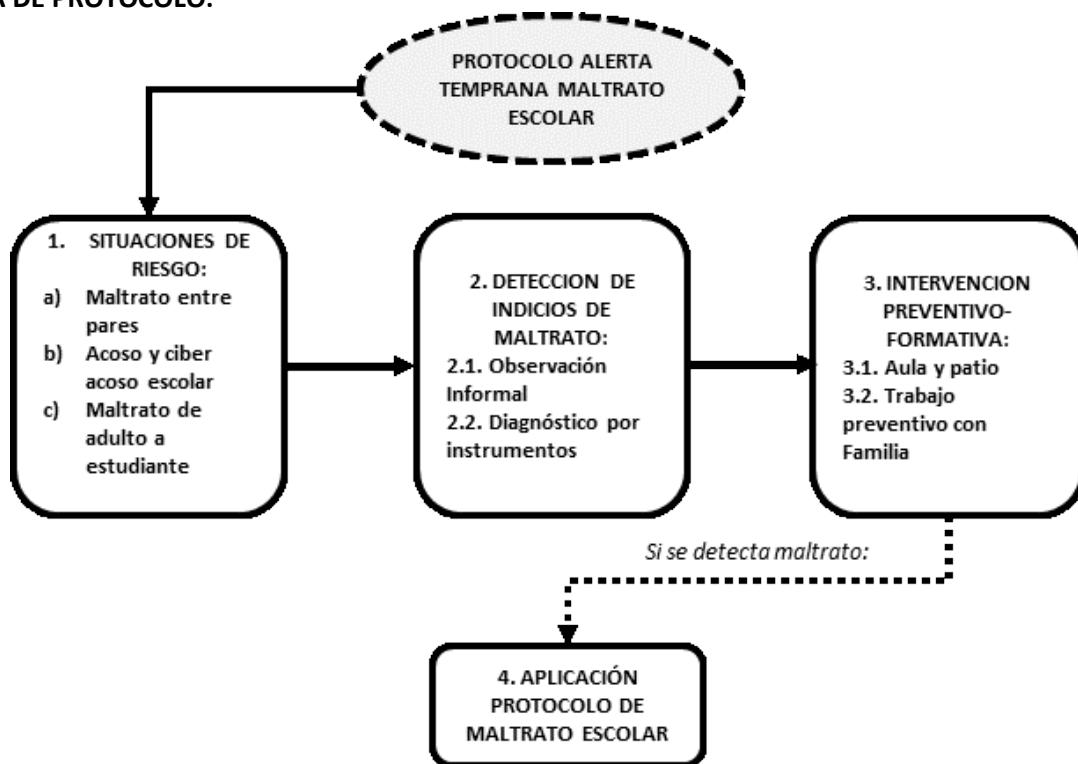 A DE PROTOCOLO:
PROTOCOLO ALERTA
TEMPRANA MALTRATO
ESCOLAR
1. SITUACIONES DE
RIESGO:
a) Maltrato entre
pares
b) Acoso y ciber
acoso escolar
c) Maltrato de
adulto a
estudiante
2. DETECCION DE
INDICIOS DE
MALTRATO:
2.1. Observación
Informal
2.2. Diagnóstico por
instrumentos
3. INTERVENCION
PREVENTIVO-
FORMATIVA:
3.1. Aula y patio
3.2. Trabajo
preventivo con
Familia
Si se detecta maltrato:
4. APLICACIÓN
PROTOCOLO DE
MALTRATO ESCOLAR